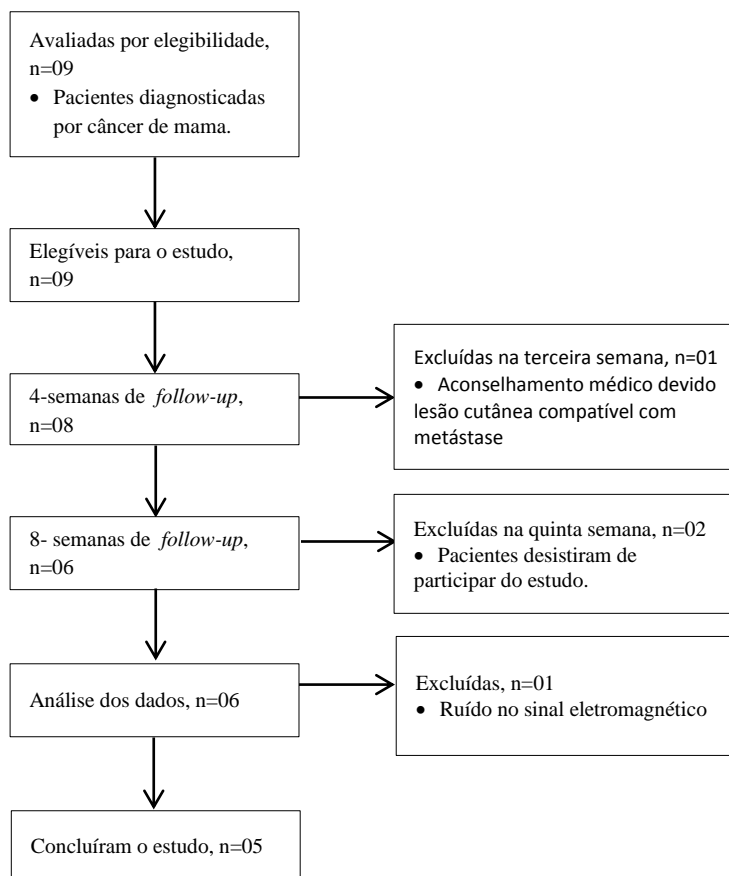 Avaliadas por elegibilidade,
n=09
• Pacientes diagnosticadas
por câncer de mama.
Elegíveis para o estudo,
n=09
4-semanas de follow-up,
n=08
Excluídas na terceira semana, n=01
• Aconselhamento médico devido
lesão cutânea compatível com
metástase
8- semanas de follow-up,
n=06
Excluídas na quinta semana, n=02
• Pacientes desistiram de
participar do estudo.
Análise dos dados, n=06
Excluídas, n=01
• Ruído no sinal eletromagnético
Concluíram o estudo, n=05